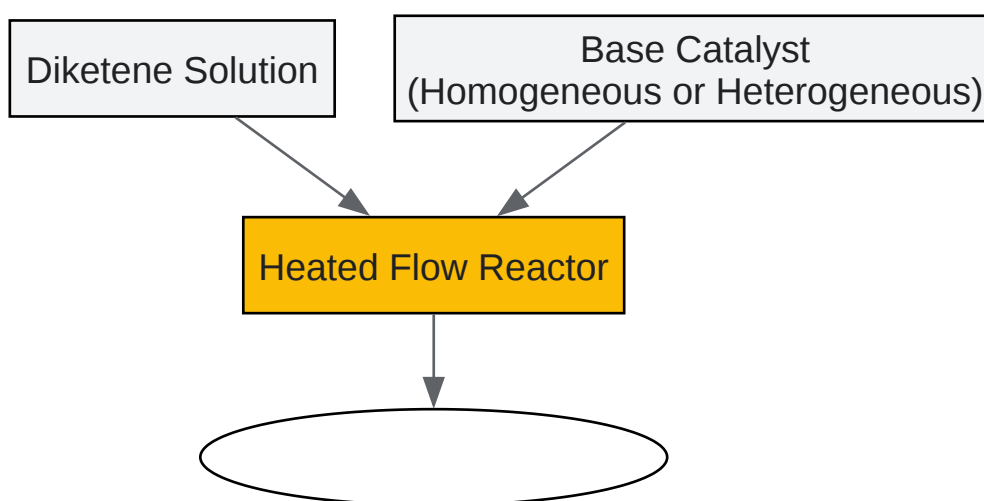 Diketene Solution
Base Catalyst
(Homogeneous or Heterogeneous)
Heated Flow Reactor